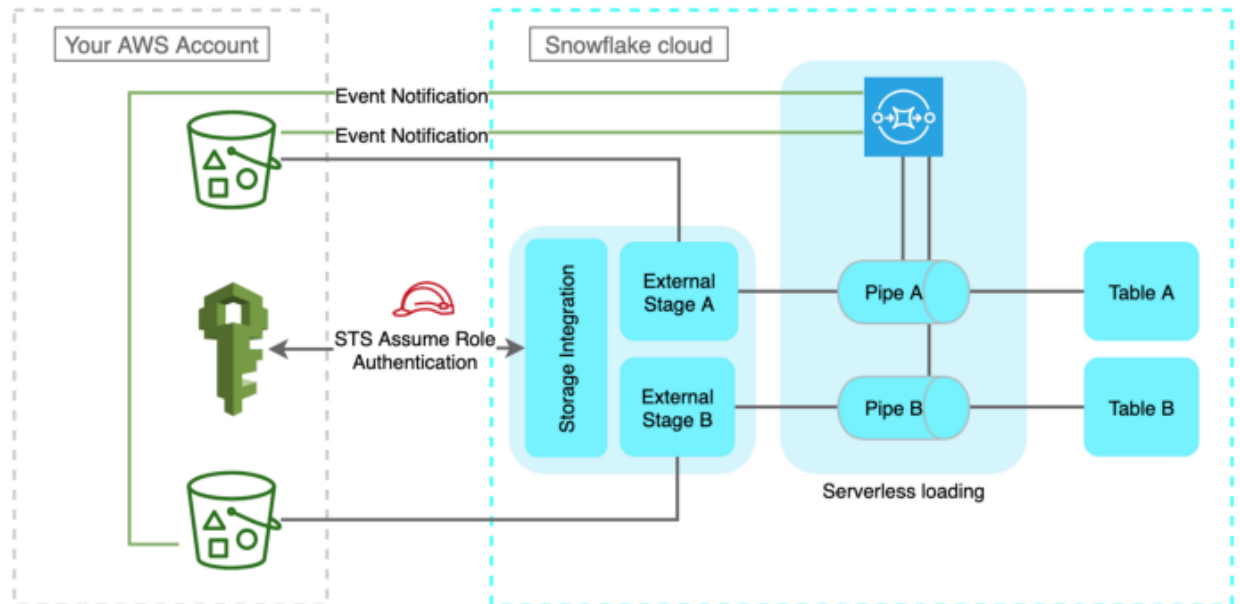 Your AWS Account
Snowflake cloud
Event Notification
Event Notification
STS Assume Role
Authentication
Storage Integration
External
Stage A
External
Stage B
Pipe A
Pipe B
Table A
Table B
Serverless loading